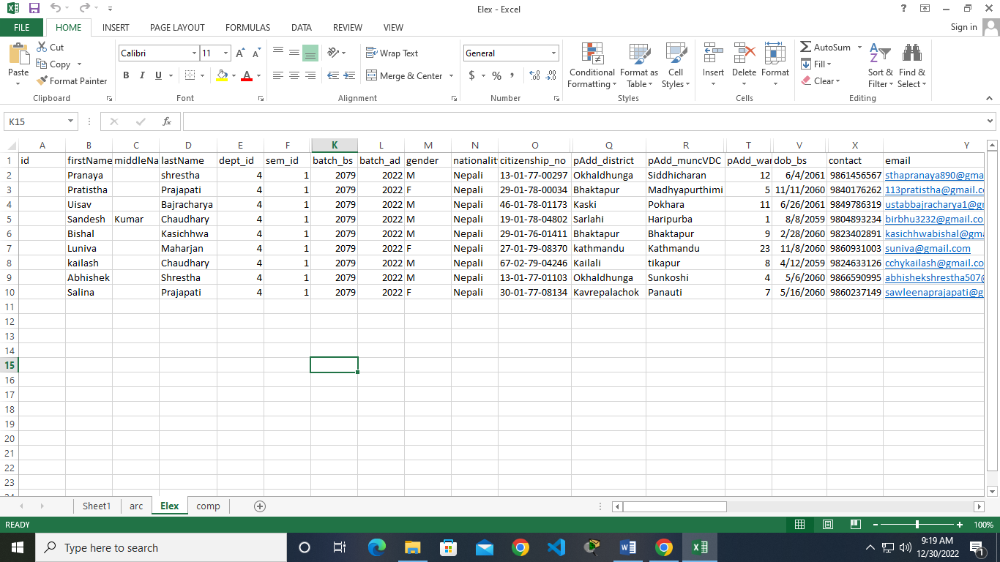 Elex - Excel
FILE HOME INSERT PAGE LAYOUT FORMULAS DATA REVIEW VIEW Sign in
Paste Cut Copy Format Painter Clipboard
Calibri 11 B I U Font
Wrap Text Merge & Center Alignment
General $ % , Number
Conditional Formatting Format as Table Cell Styles Styles
Insert Delete Format Cells
AutoSum Fill Clear Sort & Filter Find & Select Editing
K15 fx
A B C D E F K L M N O Q R T V X Y
1 id firstName middleNa lastName dept_id sem_id batch_bs batch_ad gender nationalit citizenship_no pAdd_district pAdd_muncVDC pAdd_war dob_bs contact email
2 Pranaya shrestha 4 1 2079 2022 M Nepali 13-01-77-00297 Okhaldhunga Siddhicharan 12 6/4/2061 9861456567 sthapranaya890@gma
3 Pratistha Prajapati 4 1 2079 2022 F Nepali 29-01-78-00034 Bhaktapur Madhyapurthimi 5 11/11/2060 9840176262 113pratistha@gmail.co
4 Uisav Bajracharya 4 1 2079 2022 M Nepali 46-01-78-01173 Kaski Pokhara 11 6/26/2061 9849786319 ustabbajracharya1@gr
5 Sandesh Kumar Chaudhary 4 1 2079 2022 M Nepali 19-01-78-04802 Sarlahi Haripurba 1 8/8/2059 9804893234 birbhu3232@gmail.co
6 Bishal Kasichhwa 4 1 2079 2022 M Nepali 29-01-76-01411 Bhaktapur Bhaktapur 9 2/28/2060 9823402891 kasichhwabishal@gma
7 Luniva Maharjan 4 1 2079 2022 F Nepali 27-01-79-08370 kathmandu Kathmandu 23 11/8/2060 9860931003 suniva@gmail.com
8 kailash Chaudhary 4 1 2079 2022 M Nepali 67-02-79-04246 Kailali tikapur 8 4/12/2059 9824633126 cchykailash@gmail.co
9 Abhishek Shrestha 4 1 2079 2022 M Nepali 13-01-77-01103 Okhaldhunga Sunkoshi 4 5/6/2060 9866590995 abhishekshrestha507@
10 Salina Prajapati 4 1 2079 2022 F Nepali 30-01-77-08134 Kavrepalachok Panauti 7 5/16/2060 9860237149 sawleenaprajapati@g
11
12
13
14
15
16
17
18
19
20
21
22
23
Sheet1 arc Elex comp
READY 100%
Type here to search
9:19 AM
12/30/2022
1